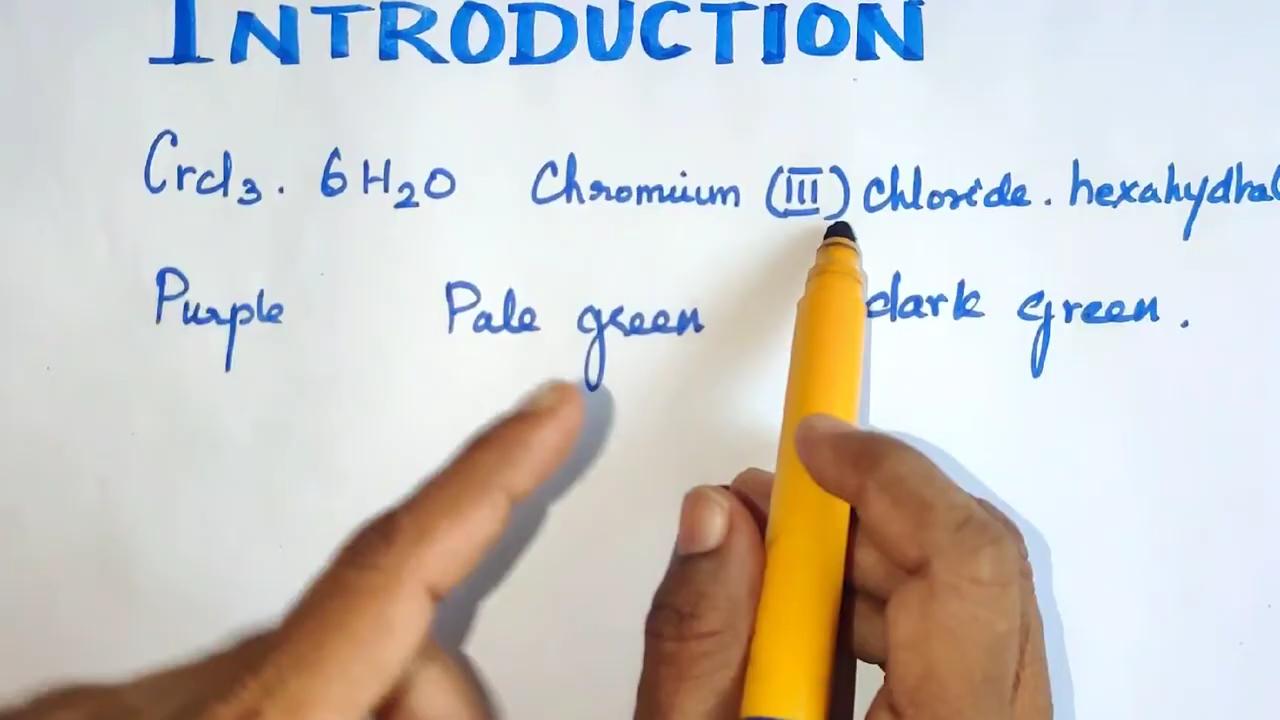 INTRODUCTION
Crcl₃. 6H₂O Chromium (III) chloride. hexahydra
Purple Pale green dark green.